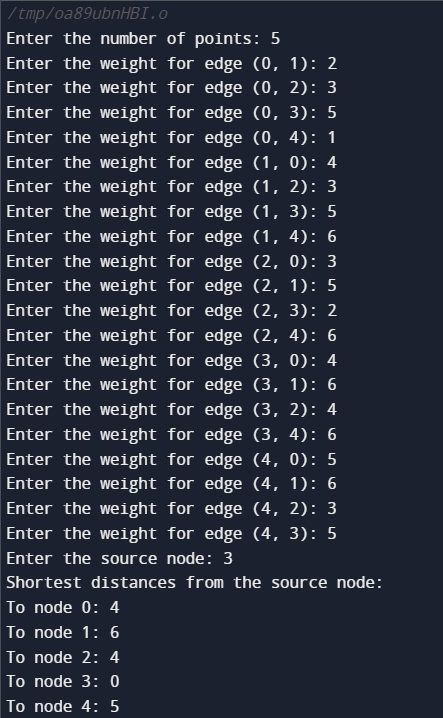 /tmp/oa89ubnHBI.o
Enter the number of points: 5
Enter the weight for edge (0, 1): 2
Enter the weight for edge (0, 2): 3
Enter the weight for edge (0, 3): 5
Enter the weight for edge (0, 4): 1
Enter the weight for edge (1, 0): 4
Enter the weight for edge (1, 2): 3
Enter the weight for edge (1, 3): 5
Enter the weight for edge (1, 4): 6
Enter the weight for edge (2, 0): 3
Enter the weight for edge (2, 1): 5
Enter the weight for edge (2, 3): 2
Enter the weight for edge (2, 4): 6
Enter the weight for edge (3, 0): 4
Enter the weight for edge (3, 1): 6
Enter the weight for edge (3, 2): 4
Enter the weight for edge (3, 4): 6
Enter the weight for edge (4, 0): 5
Enter the weight for edge (4, 1): 6
Enter the weight for edge (4, 2): 3
Enter the weight for edge (4, 3): 5
Enter the source node: 3
Shortest distances from the source node:
To node 0: 4
To node 1: 6
To node 2: 4
To node 3: 0
To node 4: 5